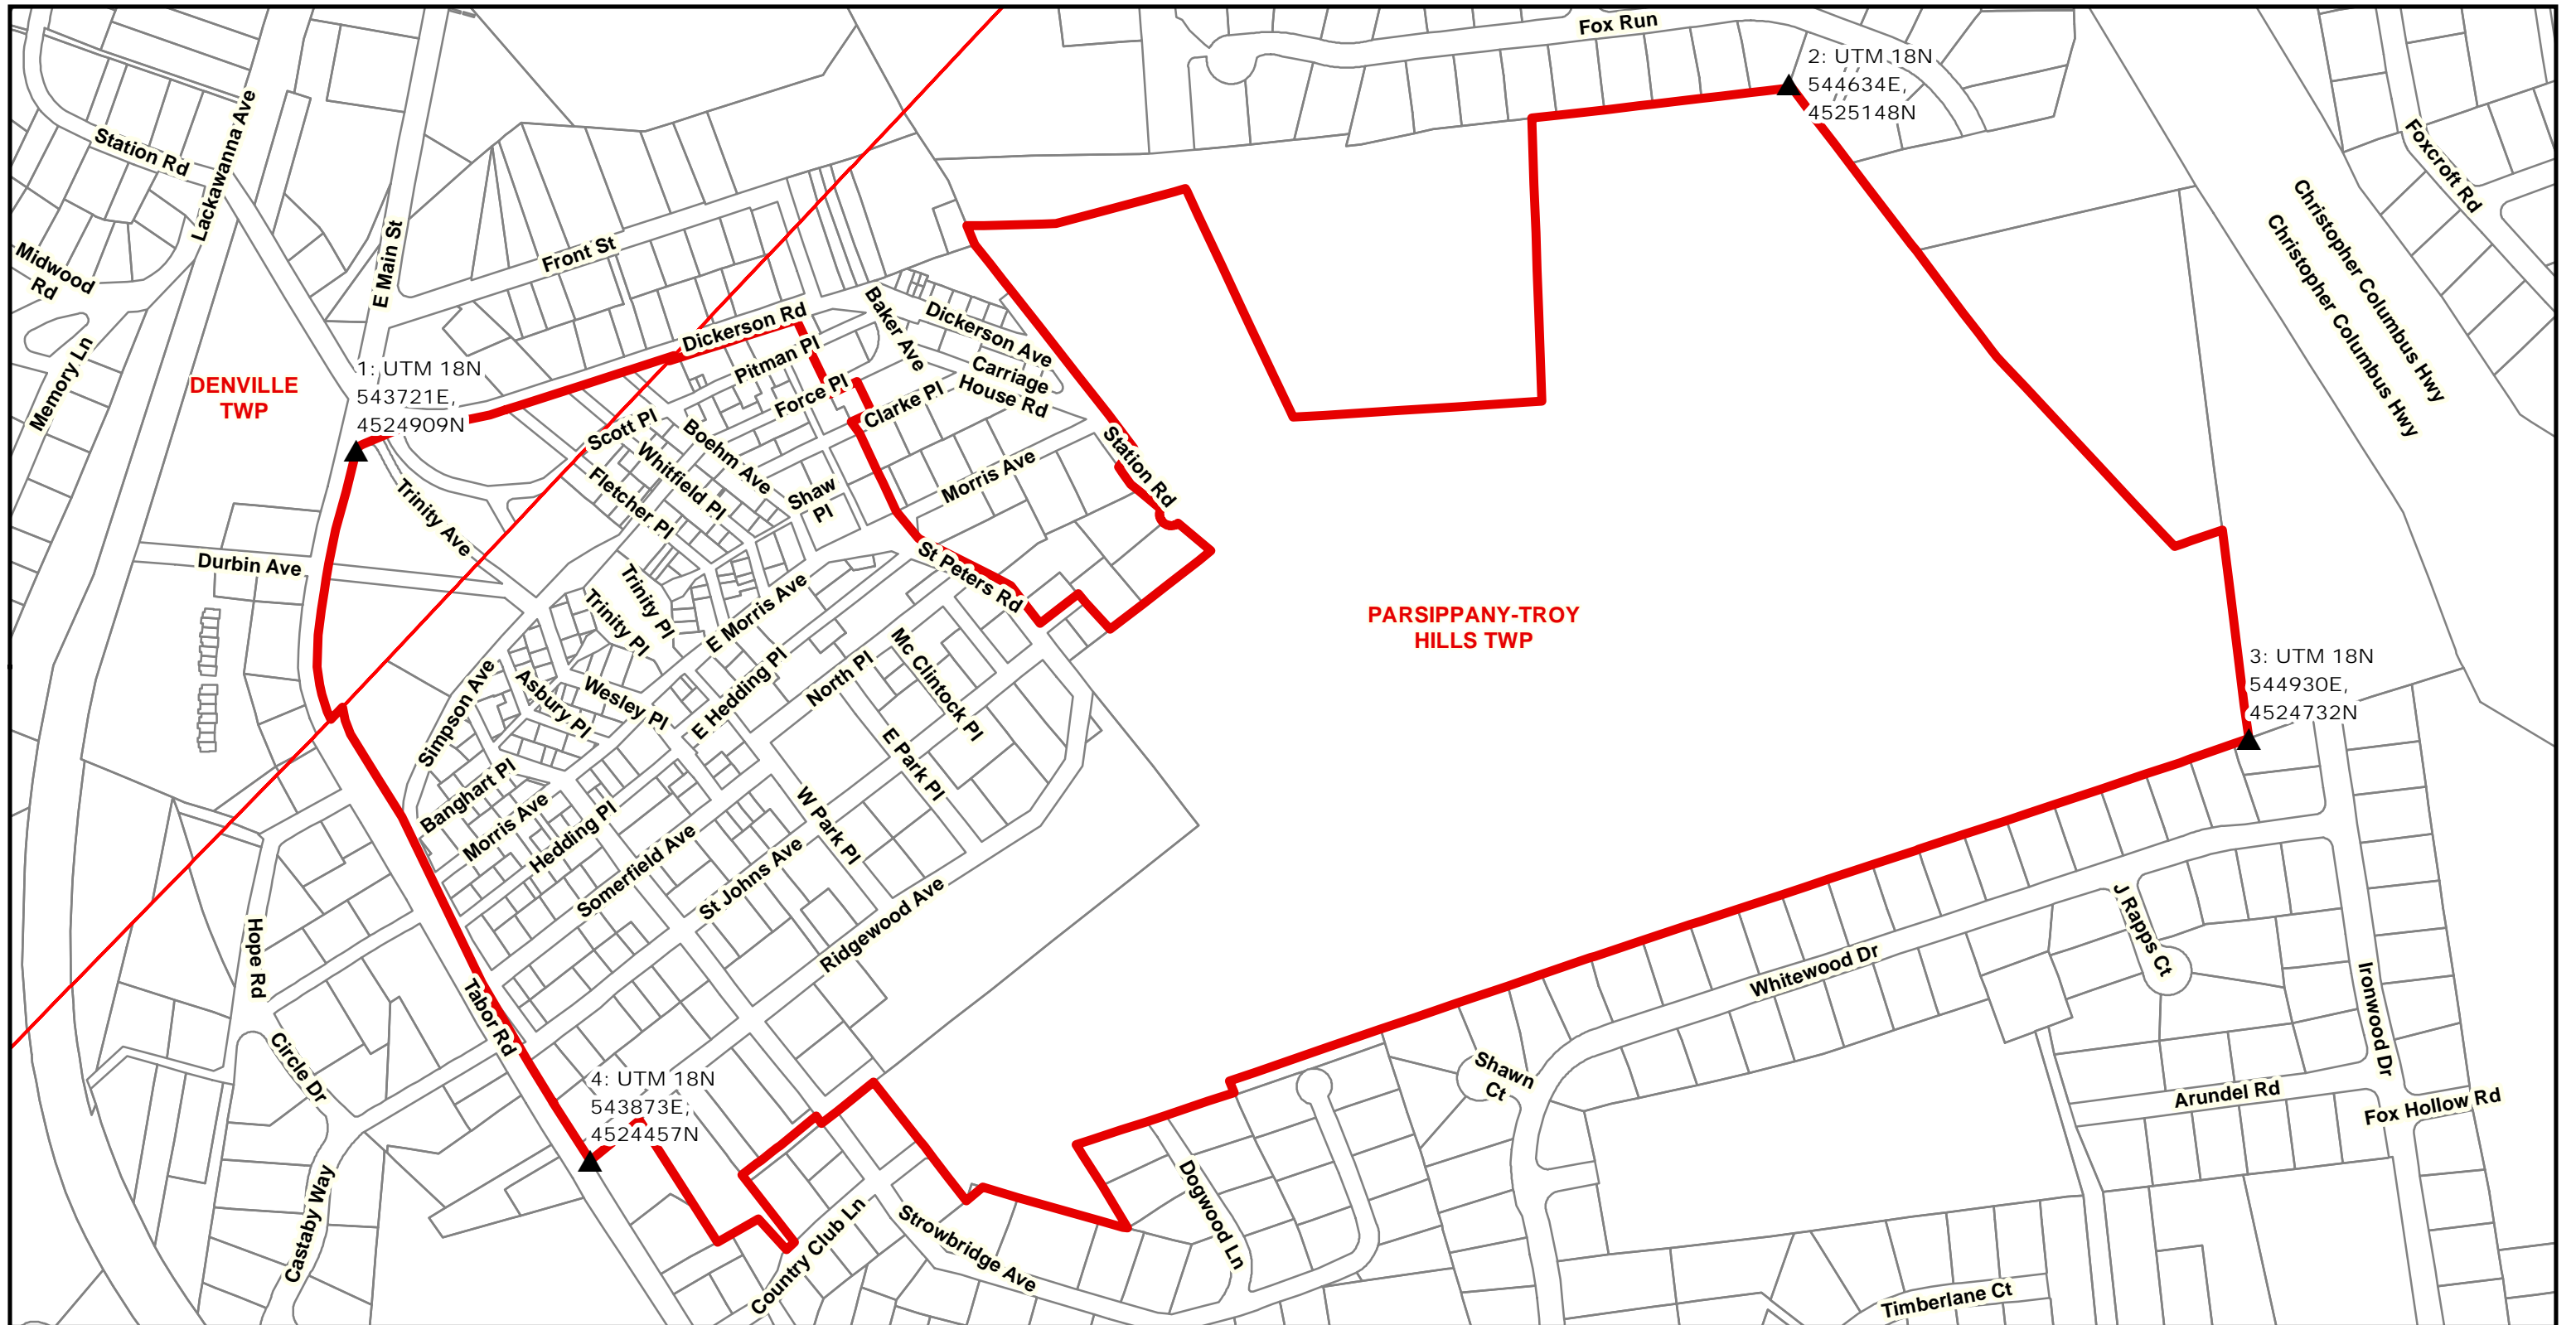 Fox Run
2: UTM 18N
544634E,
4525148N
Lackawanna Ave
Station Rd
Foxcroft Rd
Christopher Columbus Hwy
Christopher Columbus Hwy
E Main St
Front St
Midwood
Rd
Memory Ln
DENVILLE
TWP
1: UTM 18N
543721E,
4524909N
Dickerson Rd
Baker Ave
Dickerson Ave
Pitman Pl
Carriage
House Rd
Force Pl
Clarke Pl
Scott Pl
Boehm Ave
Whitfield Pl
Fletcher Pl
Shaw
Pl
Morris Ave
Station Rd
Trinity Ave
Durbin Ave
St Peters Rd
Trinity Pl
Trinity Pl
E Morris Ave
PARSIPPANY-TROY
HILLS TWP
3: UTM 18N
544930E,
4524732N
Simpson Ave
Asbury Pl
Wesley Pl
E Hedding Pl
North Pl
Mc Clintock Pl
E Park Pl
Banghart Pl
Morris Ave
Hedding Pl
Somerfield Ave
W Park Pl
St Johns Ave
Ridgewood Ave
Hope Rd
Tabor Rd
Circle Dr
Castaby Way
4: UTM 18N
543873E,
4524457N
Country Club Ln
Strowbridge Ave
Dogwood Ln
Shawn
Ct
Whitewood Dr
J Rapps Ct
Ironwood Dr
Arundel Rd
Fox Hollow Rd
Timberlane Ct